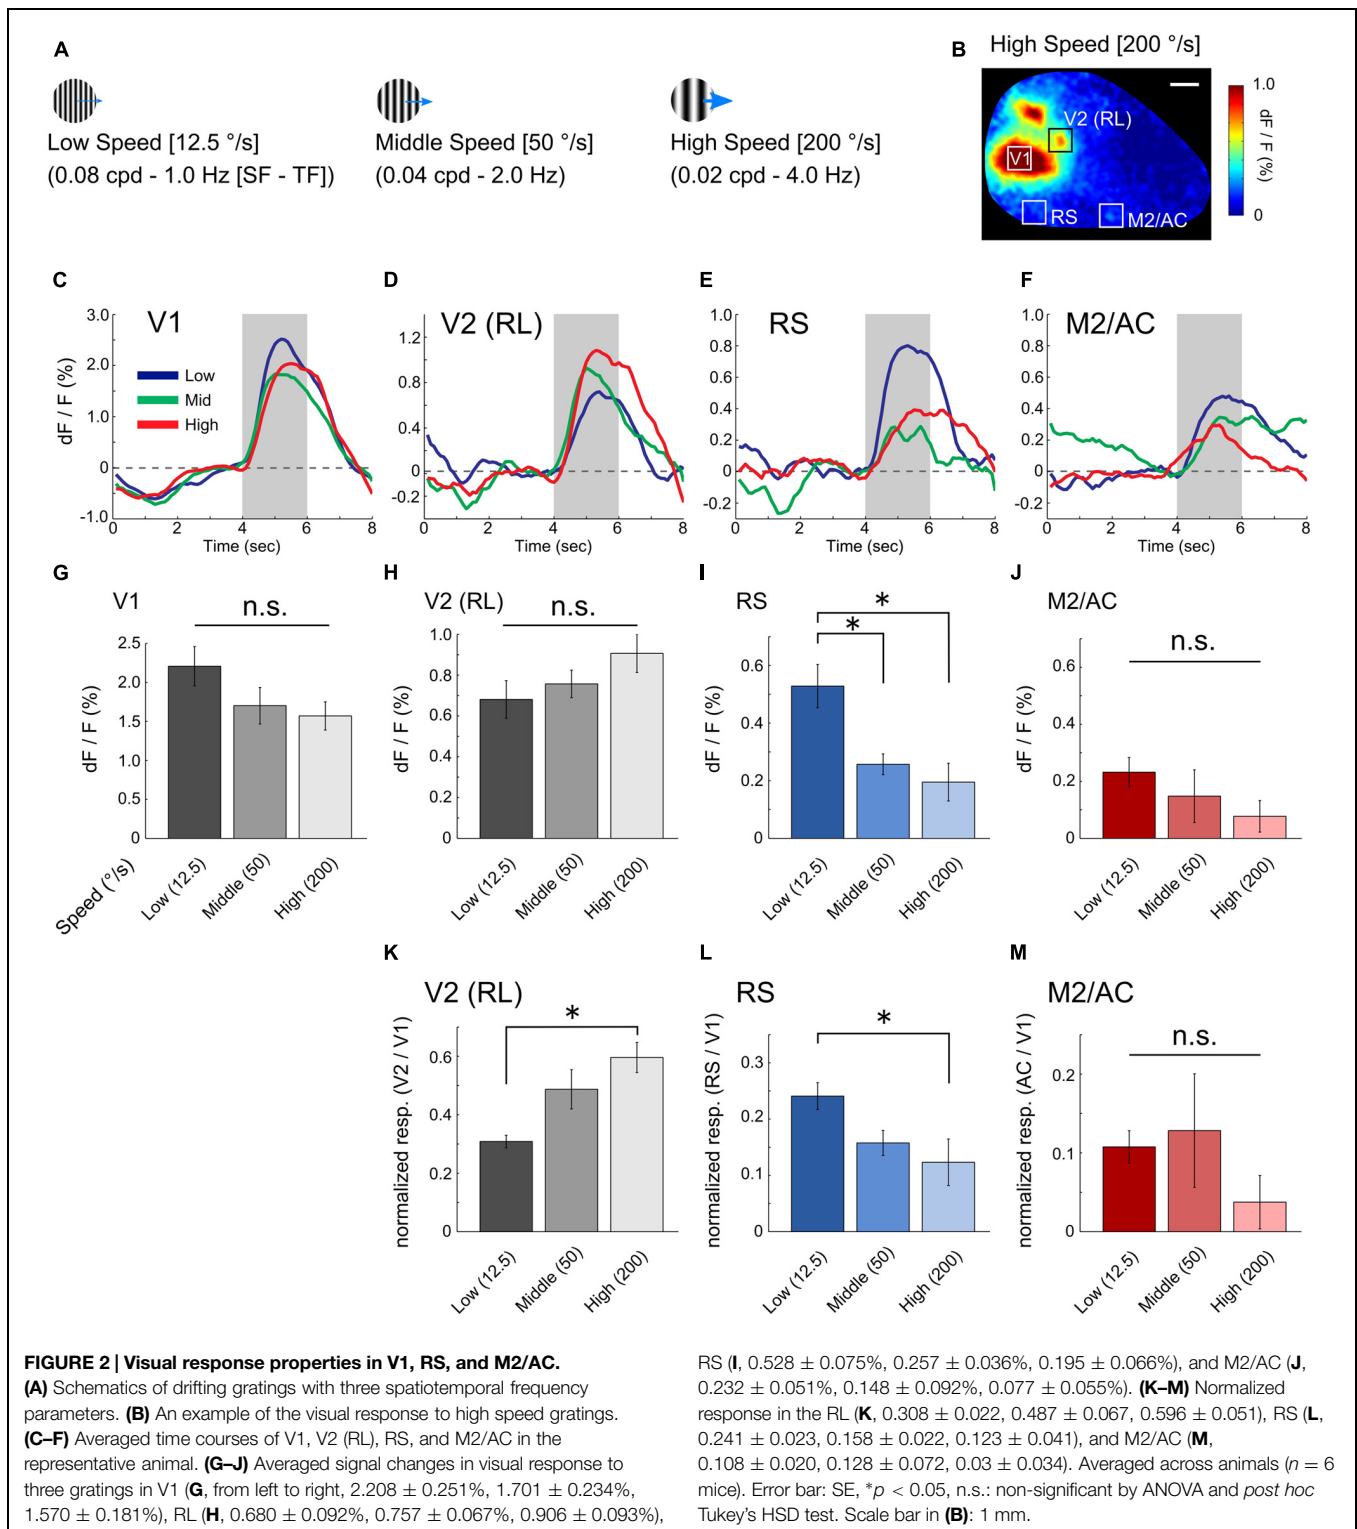 A
Low Speed [12.5 °/s]
(0.08 cpd - 1.0 Hz [SF - TF])
Middle Speed [50 °/s]
(0.04 cpd - 2.0 Hz)
High Speed [200 °/s]
(0.02 cpd - 4.0 Hz)
B
High Speed [200 °/s]
V2 (RL)
V1
RS
M2/AC
1.0
0
dF / F (%)
C
V1
3.0
2.0
1.0
0
-1.0
dF / F (%)
Low
Mid
High
0 2 4 6 8
Time (sec)
D
V2 (RL)
1.2
0.8
0.4
0
-0.2
0 2 4 6 8
Time (sec)
E
RS
1.0
0.8
0.6
0.4
0.2
0
-0.2
0 2 4 6 8
Time (sec)
F
M2/AC
1.0
0.8
0.6
0.4
0.2
0
-0.2
0 2 4 6 8
Time (sec)
G
V1
n.s.
2.5
2.0
1.5
1.0
0.5
0
dF / F (%)
Speed (°/s)
Low (12.5)
Middle (50)
High (200)
H
V2 (RL)
n.s.
1.0
0.8
0.6
0.4
0.2
0
dF / F (%)
Low (12.5)
Middle (50)
High (200)
I
RS
*
*
0.6
0.4
0.2
0
dF / F (%)
Low (12.5)
Middle (50)
High (200)
J
M2/AC
n.s.
0.6
0.4
0.2
0
dF / F (%)
Low (12.5)
Middle (50)
High (200)
K
V2 (RL)
*
0.6
0.4
0.2
0
normalized resp. (V2 / V1)
Low (12.5)
Middle (50)
High (200)
L
RS
*
0.3
0.2
0.1
0
normalized resp. (RS / V1)
Low (12.5)
Middle (50)
High (200)
M
M2/AC
n.s.
0.2
0.1
0
normalized resp. (AC / V1)
Low (12.5)
Middle (50)
High (200)
FIGURE 2 | Visual response properties in V1, RS, and M2/AC.
(A) Schematics of drifting gratings with three spatiotemporal frequency
parameters. (B) An example of the visual response to high speed gratings.
(C–F) Averaged time courses of V1, V2 (RL), RS, and M2/AC in the
representative animal. (G–J) Averaged signal changes in visual response to
three gratings in V1 (G, from left to right, 2.208 ± 0.251%, 1.701 ± 0.234%,
1.570 ± 0.181%), RL (H, 0.680 ± 0.092%, 0.757 ± 0.067%, 0.906 ± 0.093%),
RS (I, 0.528 ± 0.075%, 0.257 ± 0.036%, 0.195 ± 0.066%), and M2/AC (J,
0.232 ± 0.051%, 0.148 ± 0.092%, 0.077 ± 0.055%). (K–M) Normalized
response in the RL (K, 0.308 ± 0.022, 0.487 ± 0.067, 0.596 ± 0.051), RS (L,
0.241 ± 0.023, 0.158 ± 0.022, 0.123 ± 0.041), and M2/AC (M,
0.108 ± 0.020, 0.128 ± 0.072, 0.03 ± 0.034). Averaged across animals (n = 6
mice). Error bar: SE, *p < 0.05, n.s.: non-significant by ANOVA and post hoc
Tukey's HSD test. Scale bar in (B): 1 mm.